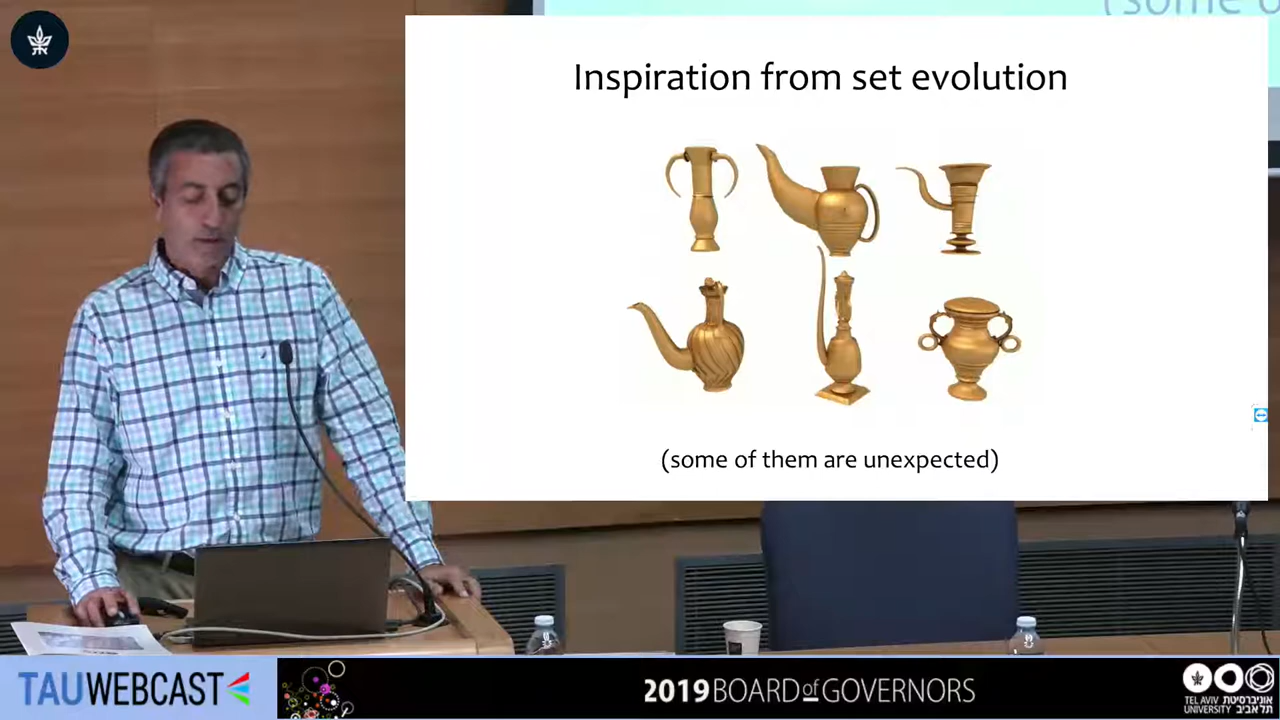 (some o
Inspiration from set evolution
(some of them are unexpected)
TAUWEBCAST
2019 BOARD of GOVERNORS
TEL AVIV אוניברסיטת
UNIVERSITY תל אביב